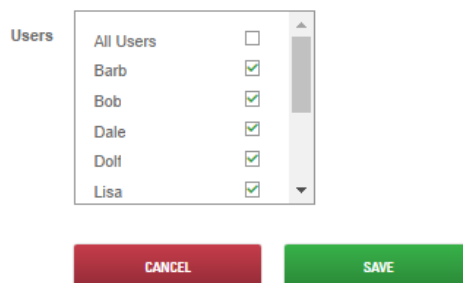 Users
All Users
Barb
Bob
Dale
Dolf
Lisa
CANCEL SAVE